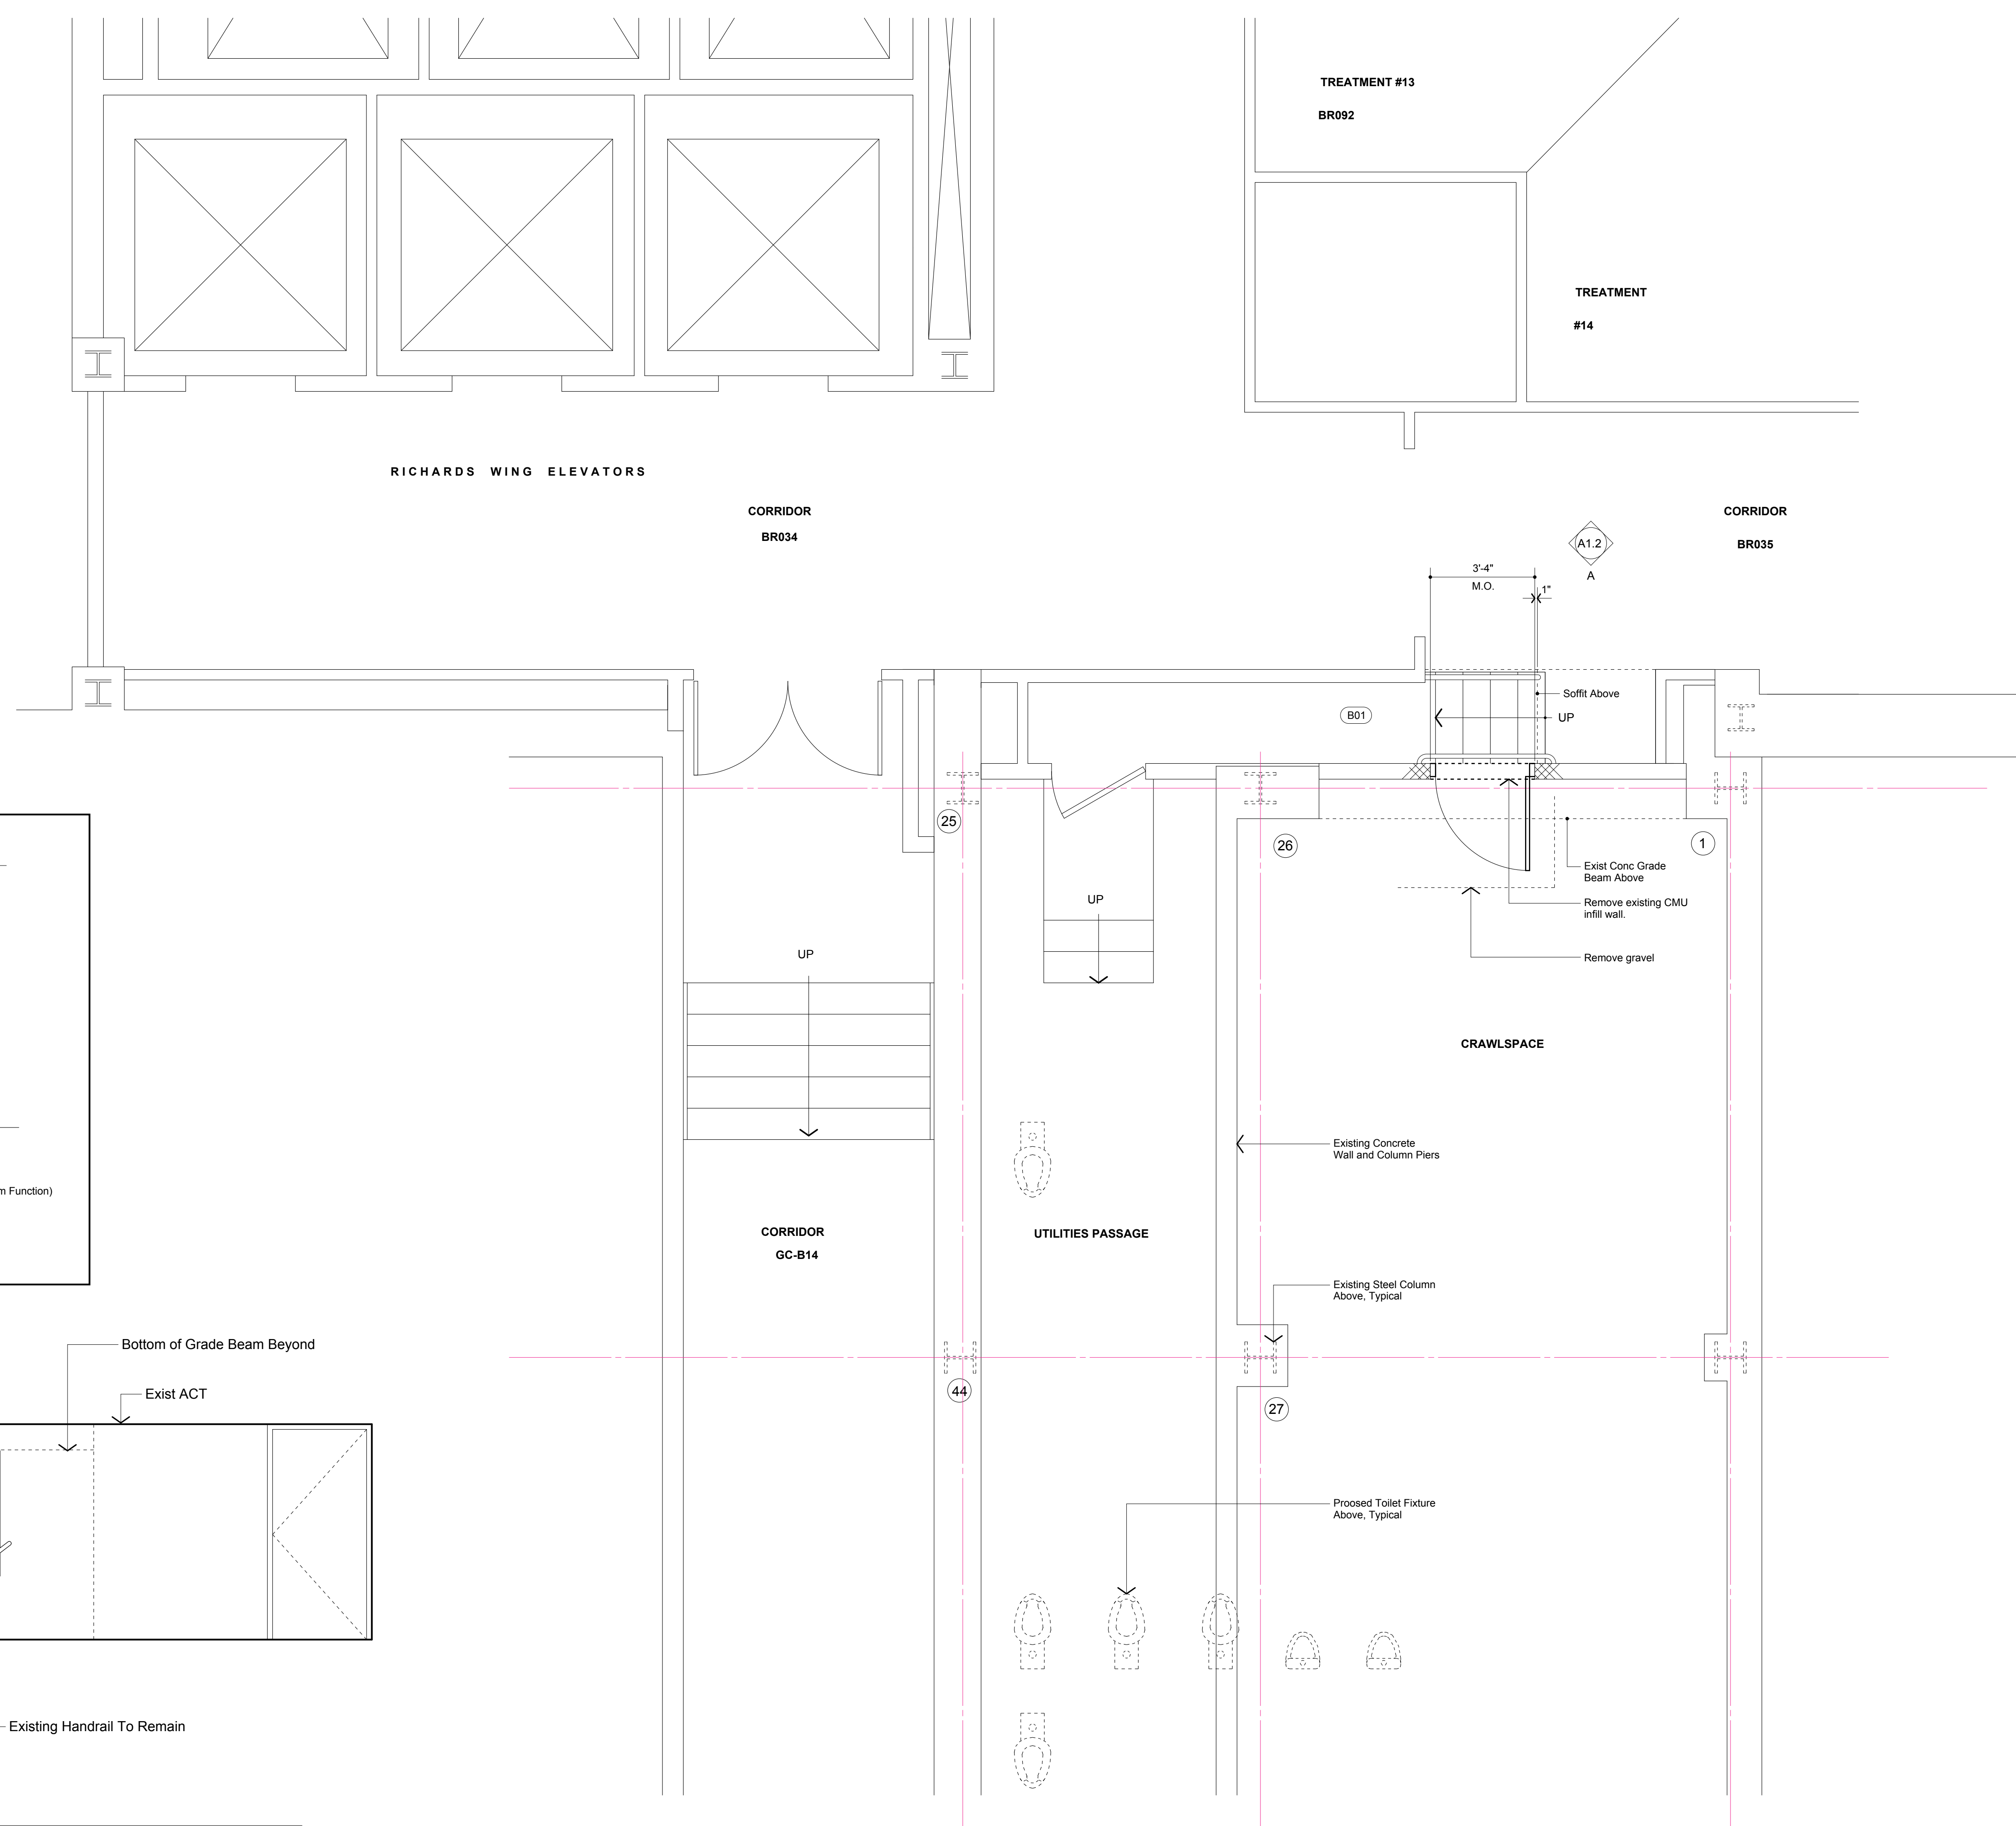 TREATMENT #13
BR092
TREATMENT
#14
RICHARDS WING ELEVATORS
CORRIDOR
BR034
CORRIDOR
BR035
A1.2
A
3'-4"
M.O.
1"
Soffit Above
B01
UP
25
26
1
Exist Conc Grade
Beam Above
Remove existing CMU
infill wall.
UP
UP
Remove gravel
CRAWLSPACE
Existing Concrete
Wall and Column Piers
m Function)
CORRIDOR
GC-B14
UTILITIES PASSAGE
Existing Steel Column
Above, Typical
Bottom of Grade Beam Beyond
Exist ACT
44
27
Proosed Toilet Fixture
Above, Typical
Existing Handrail To Remain